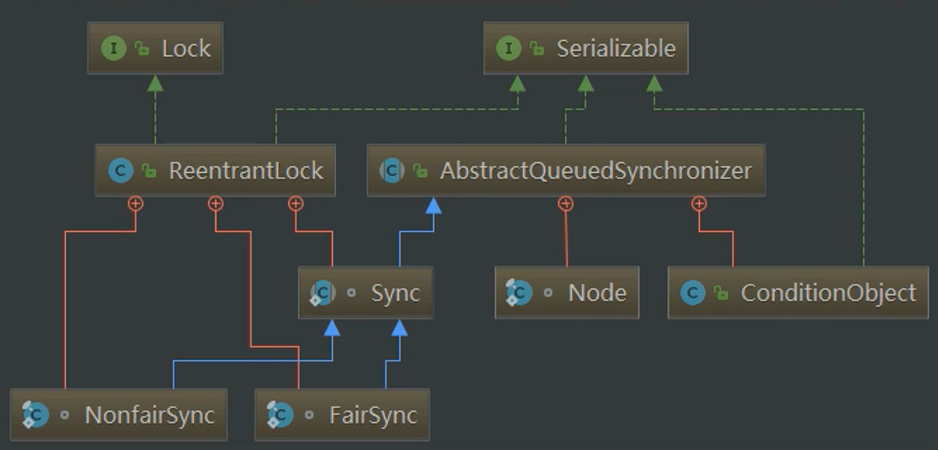 I Lock
I Serializable
C ReentrantLock
C AbstractQueuedSynchronizer
C Sync
C Node
C ConditionObject
C NonfairSync
C FairSync